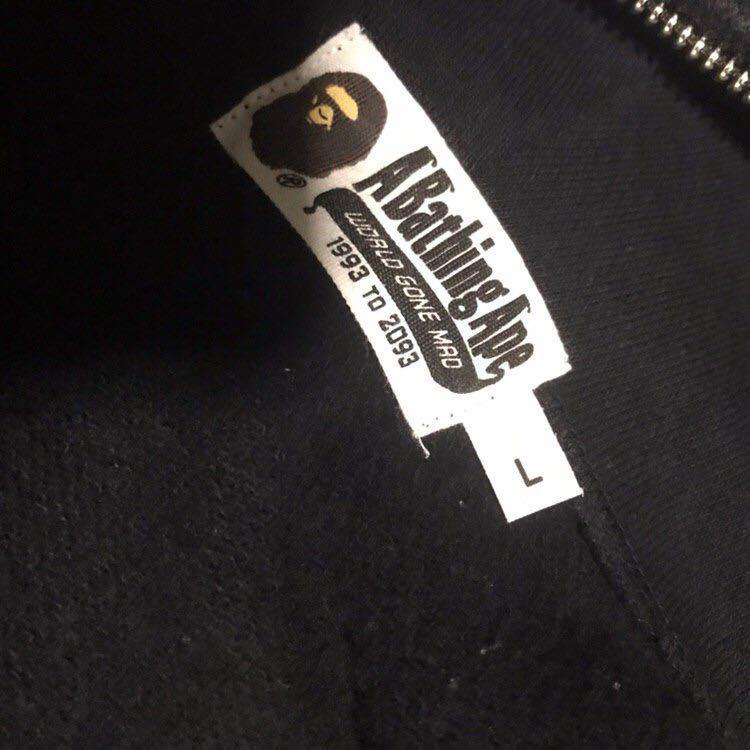 ®
A Bathing Ape
WORLD GONE MAD
1993 TO 2093
L